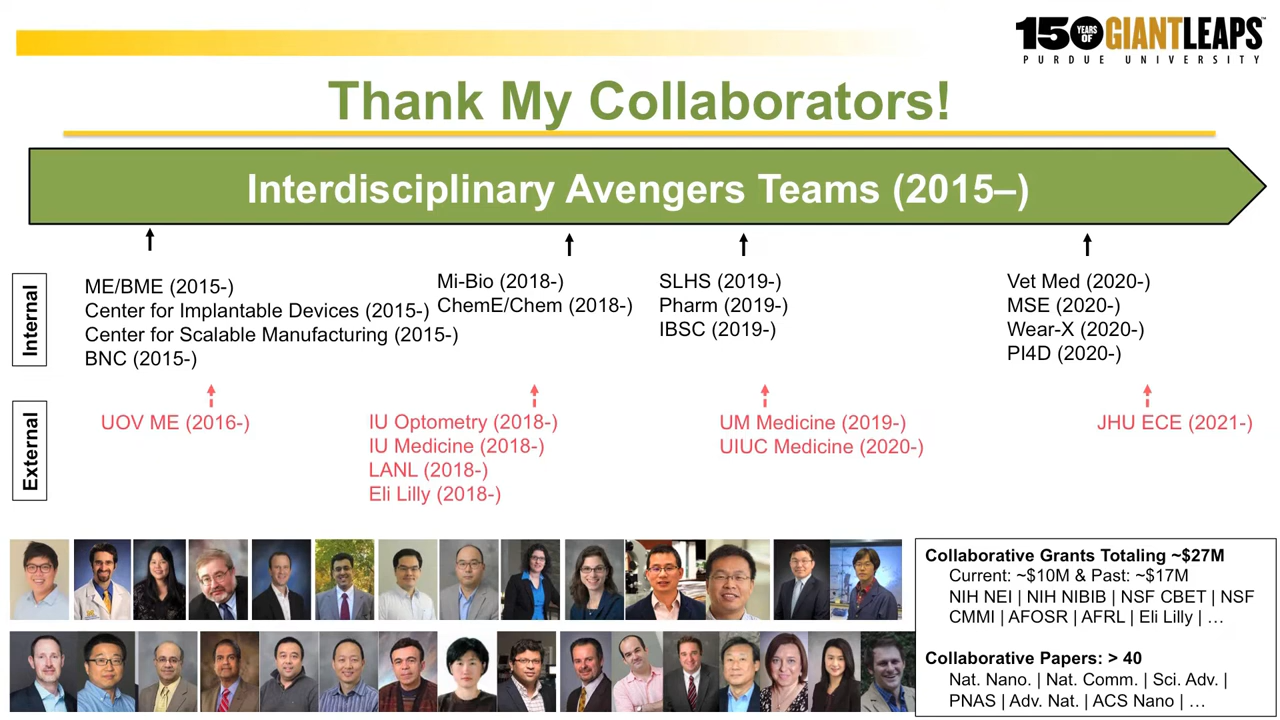 150 YEARS OF GIANTLEAPS
PURDUE UNIVERSITY
Thank My Collaborators!
Interdisciplinary Avengers Teams (2015–)
Internal
ME/BME (2015-)
Center for Implantable Devices (2015-)
Center for Scalable Manufacturing (2015-)
BNC (2015-)
Mi-Bio (2018-)
ChemE/Chem (2018-)
SLHS (2019-)
Pharm (2019-)
IBSC (2019-)
Vet Med (2020-)
MSE (2020-)
Wear-X (2020-)
PI4D (2020-)
External
UOV ME (2016-)
IU Optometry (2018-)
IU Medicine (2018-)
LANL (2018-)
Eli Lilly (2018-)
UM Medicine (2019-)
UIUC Medicine (2020-)
JHU ECE (2021-)
Collaborative Grants Totaling ~$27M
Current: ~$10M & Past: ~$17M
NIH NEI | NIH NIBIB | NSF CBET | NSF
CMMI | AFOSR | AFRL | Eli Lilly | …
Collaborative Papers: > 40
Nat. Nano. | Nat. Comm. | Sci. Adv. |
PNAS | Adv. Nat. | ACS Nano | …